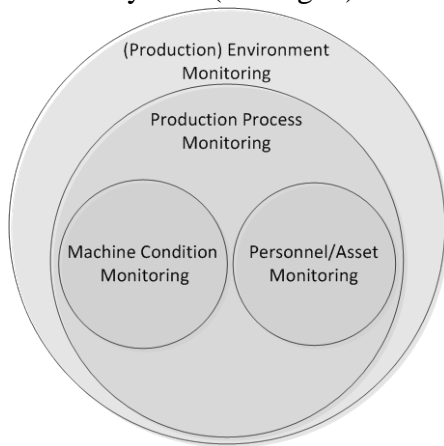 (Production) Environment
Monitoring
Production Process
Monitoring
Machine Condition
Monitoring
Personnel/Asset
Monitoring